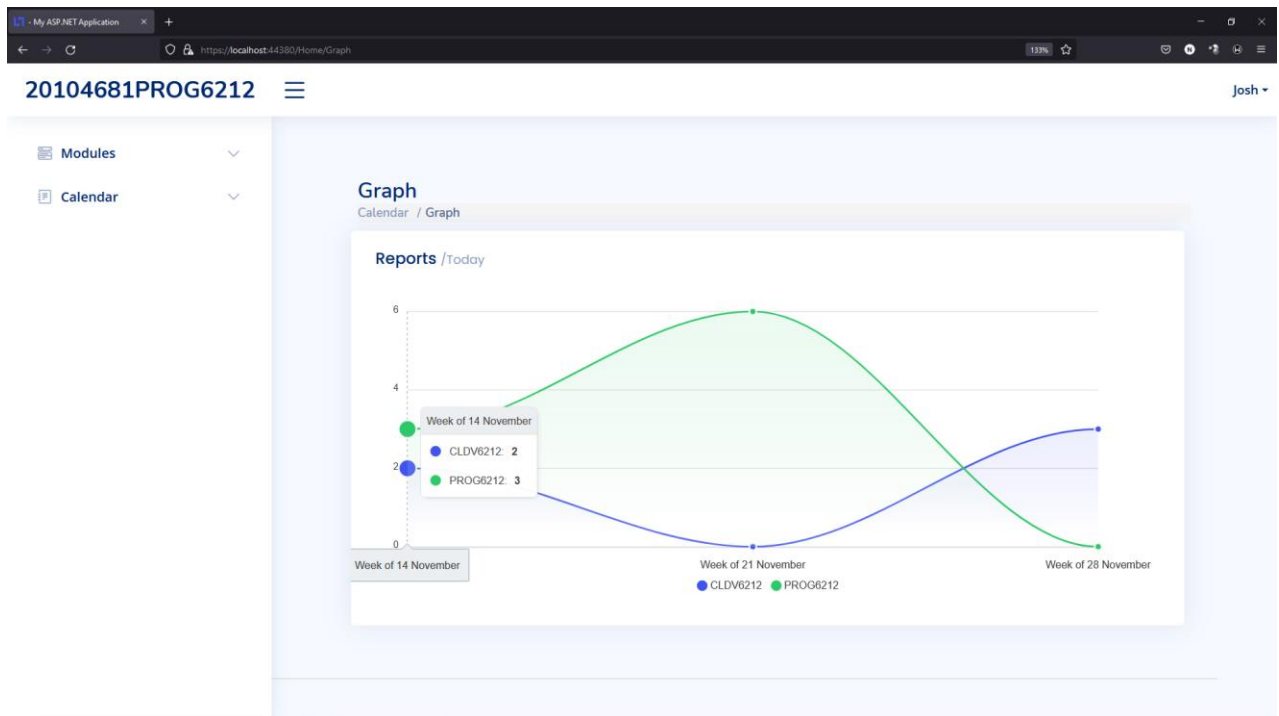 - My ASP.NET Application
https://localhost:44380/Home/Graph
133%
20104681PROG6212
Josh
Modules
Calendar
Graph
Calendar / Graph
Reports /Today
6
4
2
0
Week of 14 November
CLDV6212: 2
PROG6212: 3
Week of 14 November
Week of 21 November
Week of 28 November
CLDV6212 PROG6212